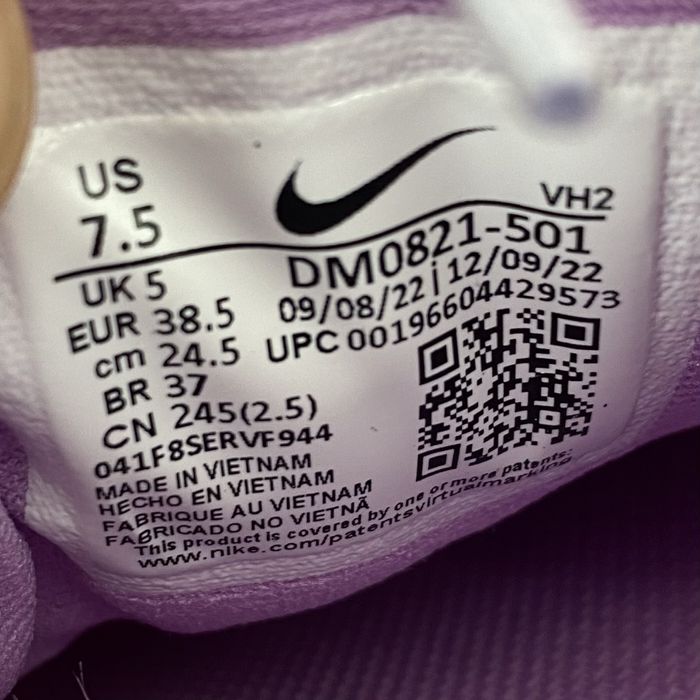 US
7.5
VH2
UK 5
EUR 38.5
cm 24.5
BR 37
CN 245(2.5)
DM0821-501
09/08/22 | 12/09/22
UPC 00196604429573
041F8SERVF944
MADE IN VIETNAM
HECHO EN VIETNAM
FABRIQUE AU VIETNAM
FABRICADO NO VIETNÃ
This product is covered by one or more patents:
www.nike.com/patentsvirtualmarking